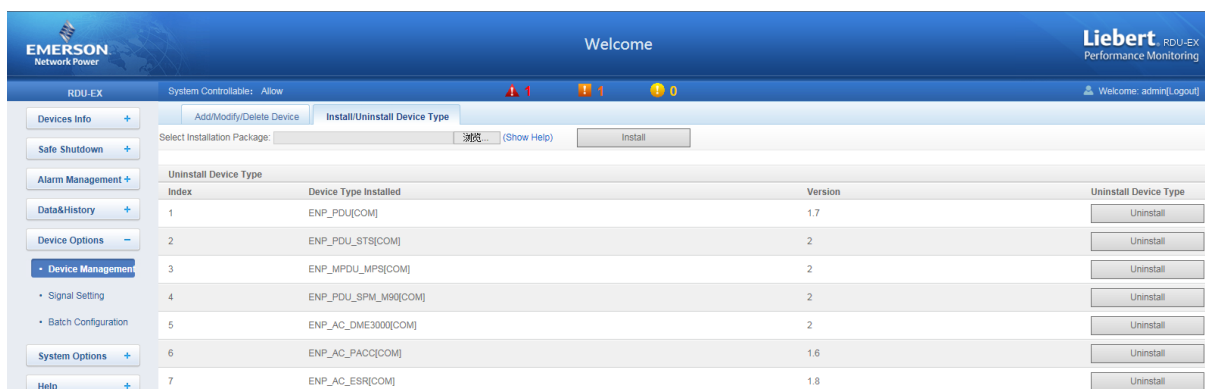 EMERSON
Network Power
Welcome
Liebert RDU-EX
Performance Monitoring
RDU-EX
System Controllable: Allow
1
1
0
Welcome: admin[Logout]
Devices Info +
Safe Shutdown +
Alarm Management +
Data&History +
Device Options −
Device Management
Signal Setting
Batch Configuration
System Options +
Help +
Add/Modify/Delete Device
Install/Uninstall Device Type
Select Installation Package: 浏览... (Show Help) Install
Uninstall Device Type
Index Device Type Installed Version Uninstall Device Type
1 ENP_PDU[COM] 1.7 Uninstall
2 ENP_PDU_STS[COM] 2 Uninstall
3 ENP_MPDU_MPS[COM] 2 Uninstall
4 ENP_PDU_SPM_M90[COM] 2 Uninstall
5 ENP_AC_DME3000[COM] 2 Uninstall
6 ENP_AC_PACC[COM] 1.6 Uninstall
7 ENP_AC_ESR[COM] 1.8 Uninstall